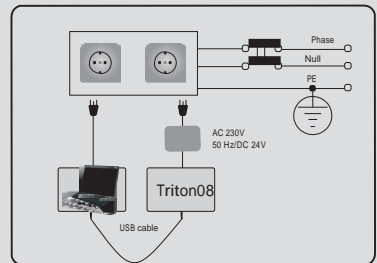 Phase
Null
PE
AC 230V
50 Hz/DC 24V
Triton08
USB cable